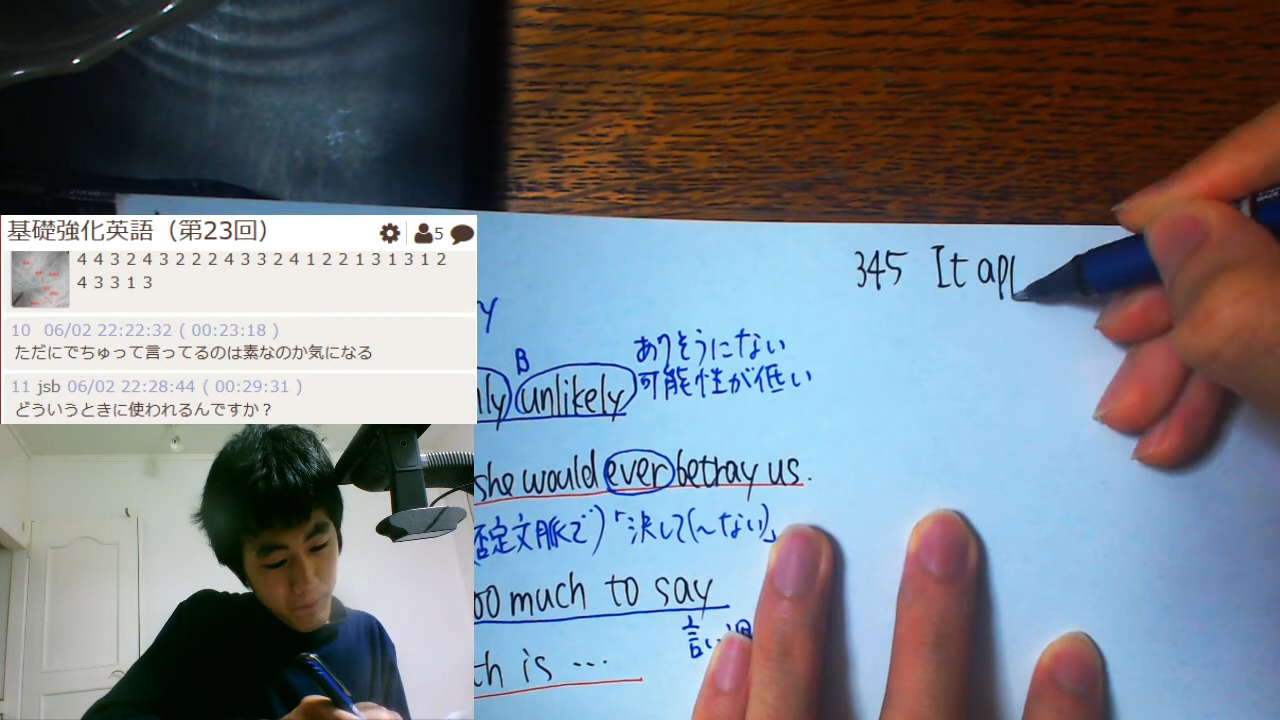 基礎強化英語（第23回）
5
4 4 3 2 4 3 2 2 2 4 3 3 2 4 1 2 2 1 3 1 3 1 2
4 3 3 1 3
10 06/02 22:22:32 ( 00:23:18 )
ただにでちゅって言ってるのは素なのか気になる
11 jsb 06/02 22:28:44 ( 00:29:31 )
どういうときに使われるんですか？
345 It ap
y
B
ありそうにない
unlikely
可能性が低い
she would ever betray us.
否定文脈で)「決して(～ない)」
oo much to say
言い過
th is ...